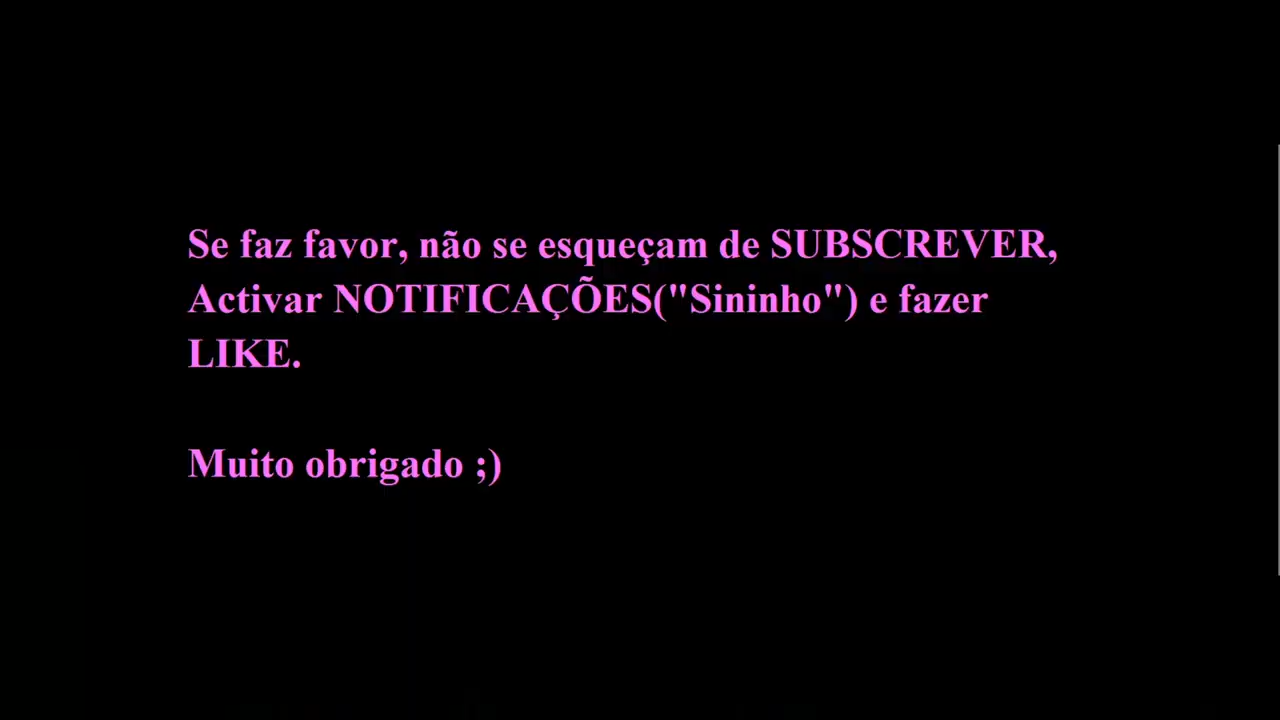 Se faz favor, não se esqueçam de SUBSCREVER,
Activar NOTIFICAÇÕES("Sininho") e fazer
LIKE.
Muito obrigado ;)